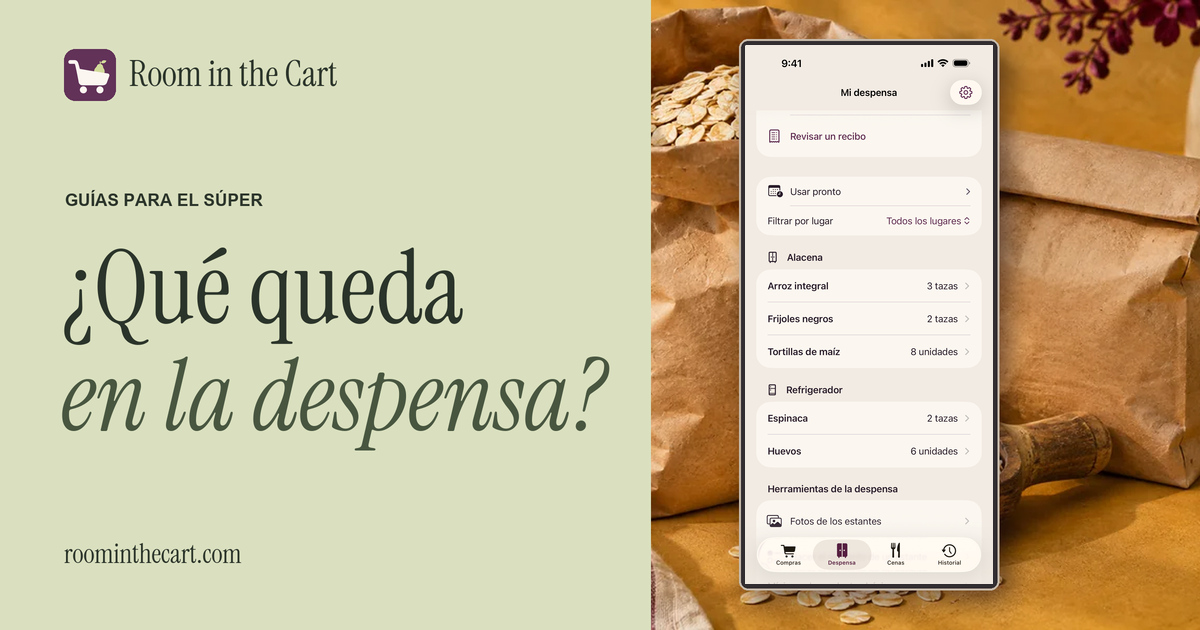 Room in the Cart
GUÍAS PARA EL SÚPER
¿Qué queda
en la despensa?
roominthecart.com
9:41
Mi despensa
Revisar un recibo
Usar pronto
Filtrar por lugar Todos los lugares
Alacena
Arroz integral 3 tazas
Frijoles negros 2 tazas
Tortillas de maíz 8 unidades
Refrigerador
Espinaca 2 tazas
Huevos 6 unidades
Herramientas de la despensa
Fotos de los estantes
Compras Despensa Cenas Historial